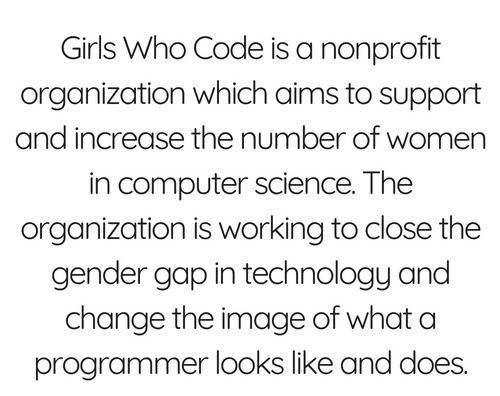 Girls Who Code is a nonprofit
organization which aims to support
and increase the number of women
in computer science. The
organization is working to close the
gender gap in technology and
change the image of what a
programmer looks like and does.